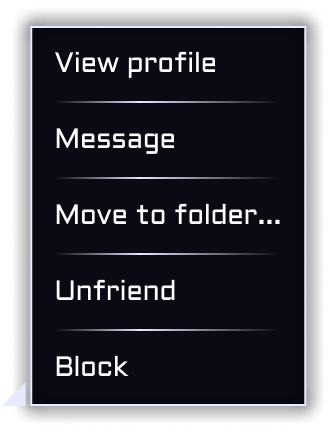 View profile
Message
Move to folder...
Unfriend
Block